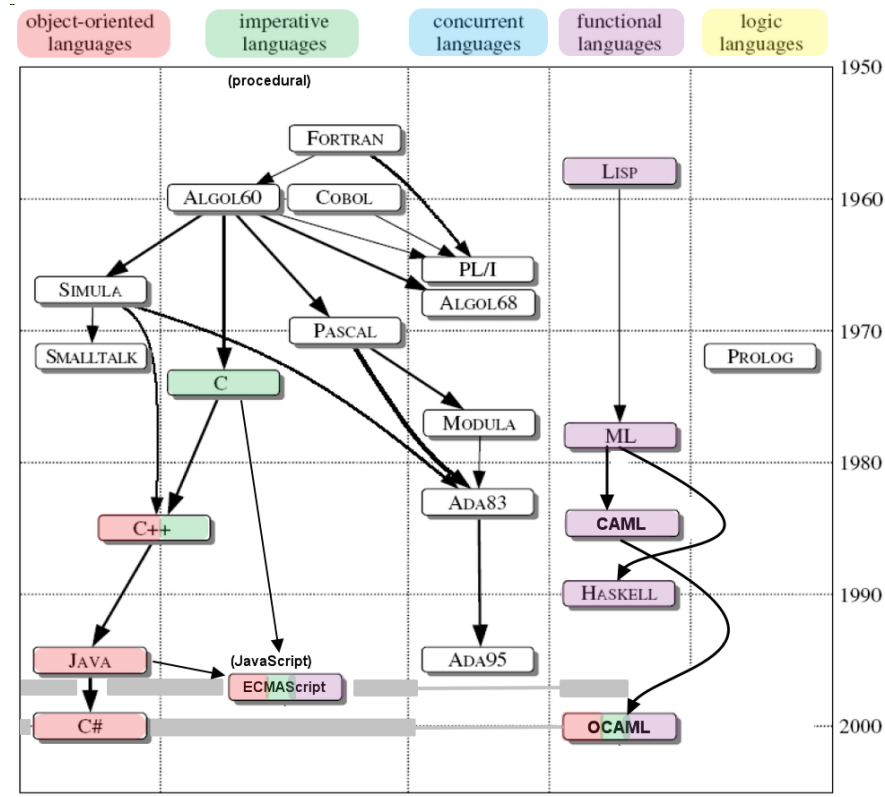 object-oriented
languages
imperative
languages
concurrent
languages
functional
languages
logic
languages
1950
(procedural)
FORTRAN
LISP
ALGOL60
COBOL
1960
PL/I
SIMULA
ALGOL68
PASCAL
1970
SMALLTALK
PROLOG
C
MODULA
ML
1980
ADA83
C++
CAML
HASKELL
1990
JAVA
(JavaScript)
ADA95
ECMAScript
C#
OCAML
2000